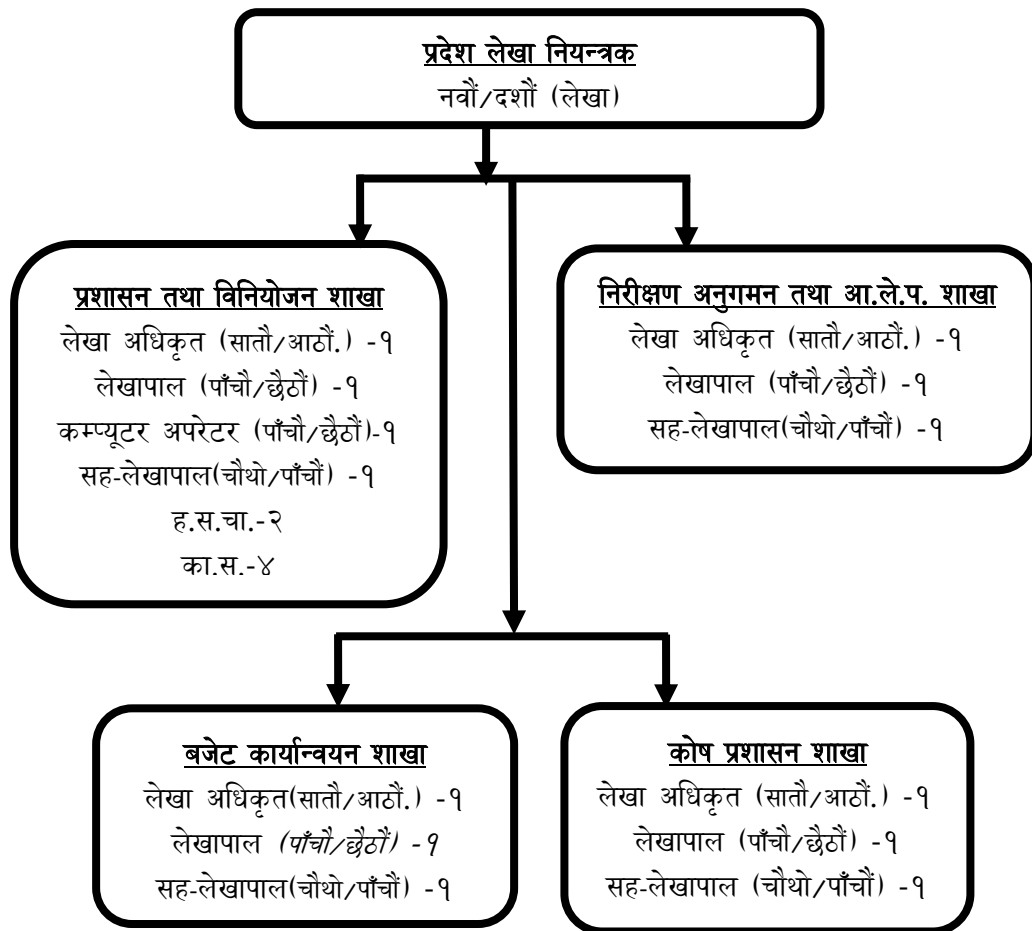 प्रदेश लेखा नियन्त्रक
नवौं/दशौं (लेखा)
प्रशासन तथा विनियोजन शाखा
लेखा अधिकृत (सातौ/आठौं.) -१
लेखापाल (पाँचौ/छैठौं) -१
कम्प्यूटर अपरेटर (पाँचौ/छैठौं)-१
सह-लेखापाल(चौथो/पाँचौं) -१
ह.स.चा.-२
का.स.-४
निरीक्षण अनुगमन तथा आ.ले.प. शाखा
लेखा अधिकृत (सातौ/आठौं.) -१
लेखापाल (पाँचौ/छैठौं) -१
सह-लेखापाल(चौथो/पाँचौं) -१
बजेट कार्यान्वयन शाखा
लेखा अधिकृत(सातौ/आठौं.) -१
लेखापाल (पाँचौ/छैठौं) -१
सह-लेखापाल(चौथो/पाँचौं) -१
कोष प्रशासन शाखा
लेखा अधिकृत (सातौ/आठौं.) -१
लेखापाल (पाँचौ/छैठौं) -१
सह-लेखापाल (चौथो/पाँचौं) -१